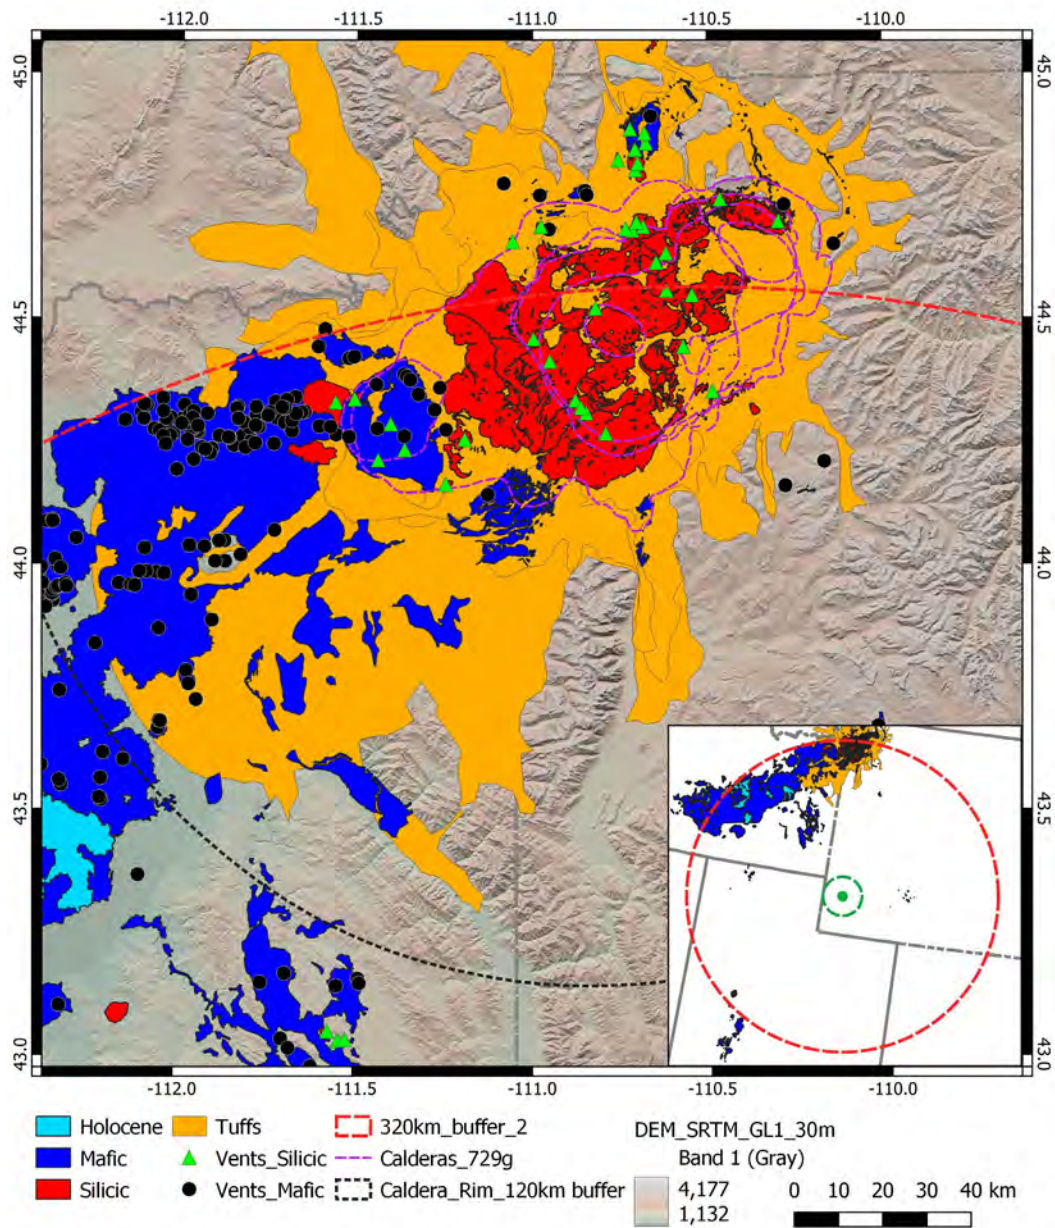 -112.0 -111.5 -111.0 -110.5 -110.0
45.0 45.0
44.5 44.5
44.0 44.0
43.5 43.5
43.0 43.0
-112.0 -111.5 -111.0 -110.5 -110.0
Holocene Tuffs 320km_buffer_2 DEM_SRTM_GL1_30m
Mafic Vents_Silicic Calderas_729g Band 1 (Gray)
Silicic Vents_Mafic Caldera_Rim_120km buffer 4,177 0 10 20 30 40 km
1,132